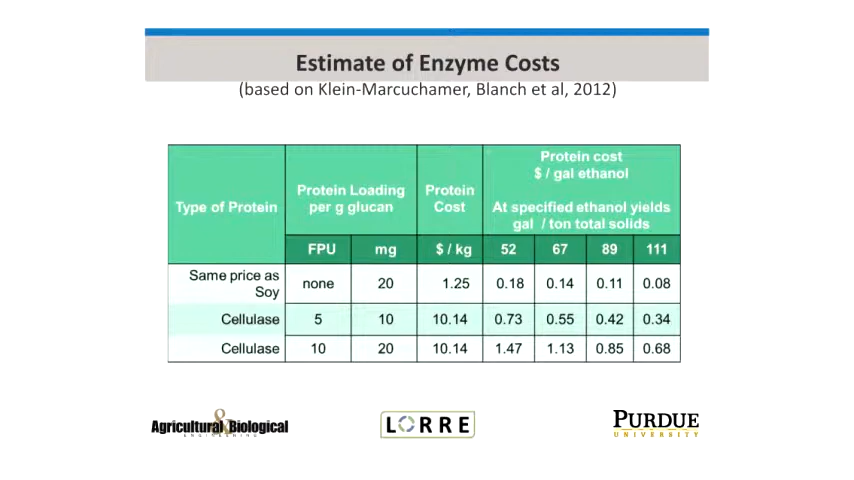 Estimate of Enzyme Costs
(based on Klein-Marcuchamer, Blanch et al, 2012)
Type of Protein
Protein Loading
per g glucan
Protein
Cost
Protein cost
$ / gal ethanol
At specified ethanol yields
gal / ton total solids
FPU mg $ / kg 52 67 89 111
Same price as
Soy
none 20 1.25 0.18 0.14 0.11 0.08
Cellulase 5 10 10.14 0.73 0.55 0.42 0.34
Cellulase 10 20 10.14 1.47 1.13 0.85 0.68
Agricultural & Biological
ENGINEERING
LORRE
PURDUE
UNIVERSITY